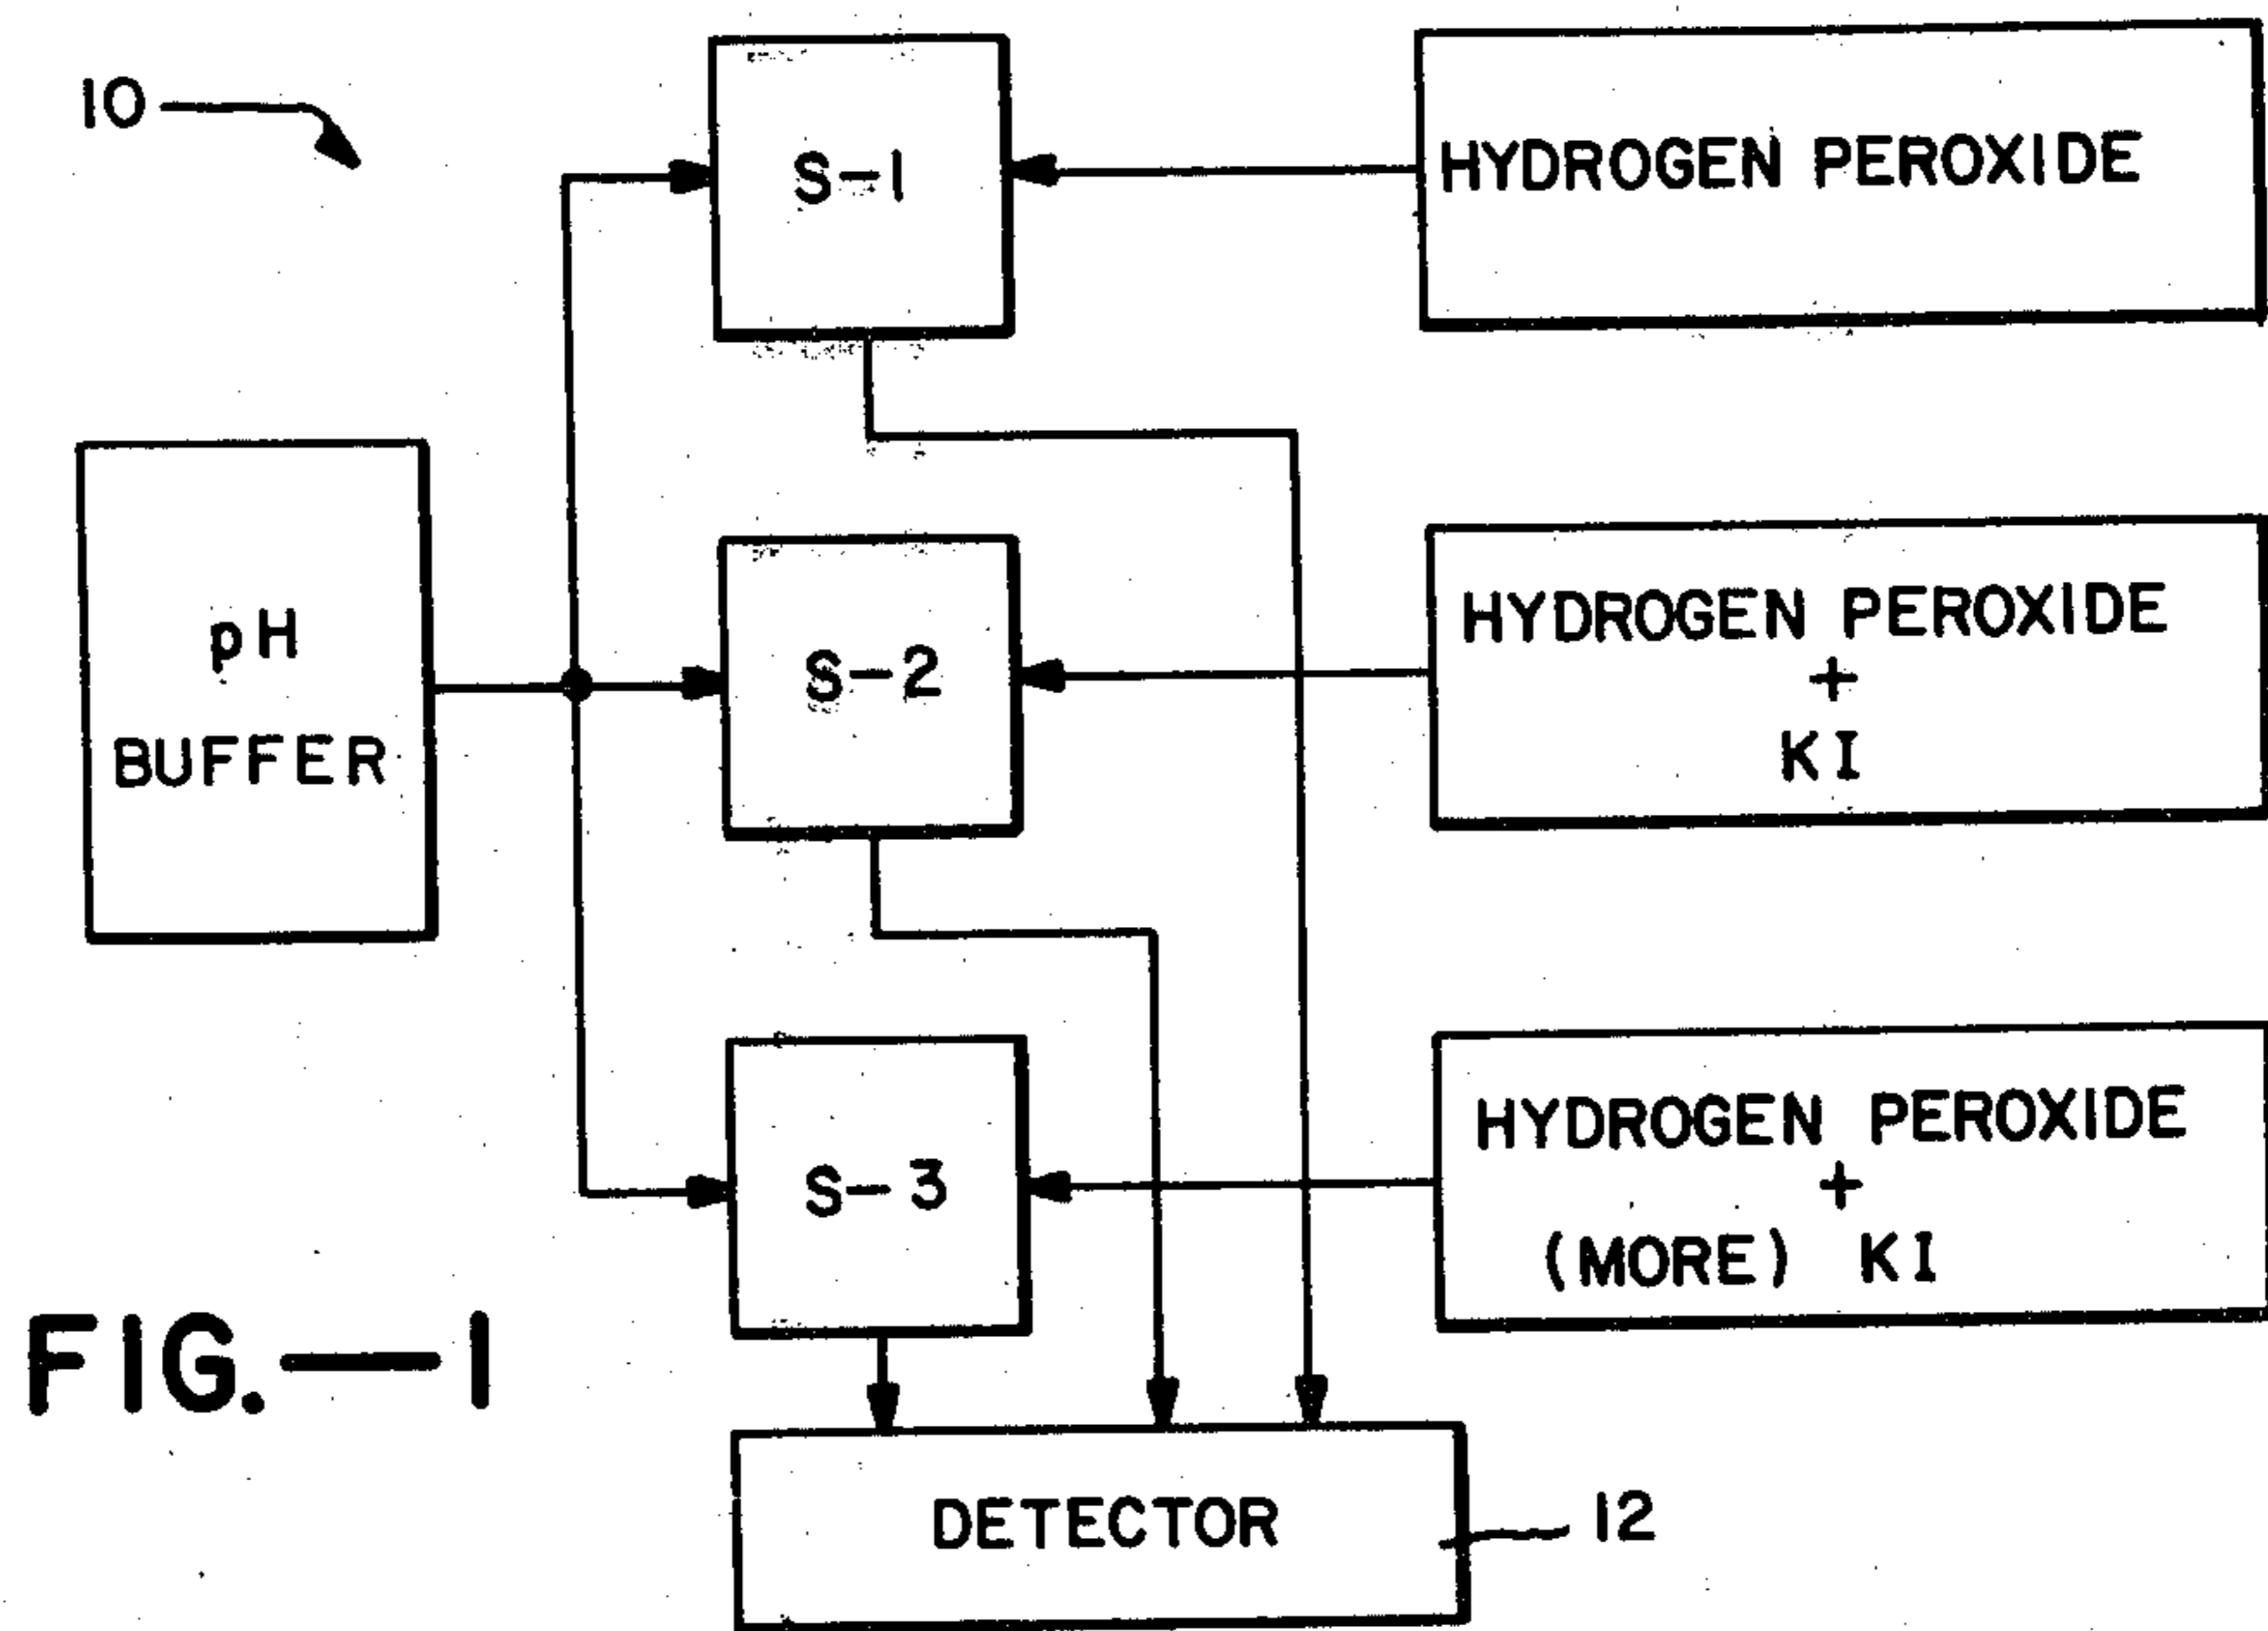 10
S-1
HYDROGEN PEROXIDE
pH
BUFFER
S-2
HYDROGEN PEROXIDE
+
KI
S-3
HYDROGEN PEROXIDE
+
(MORE) KI
FIG.—1
DETECTOR
12